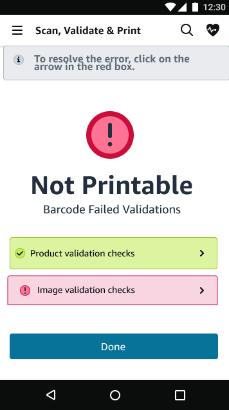 12:30
Scan, Validate & Print
To resolve the error, click on the
arrow in the red box.
Not Printable
Barcode Failed Validations
Product validation checks
Image validation checks
Done